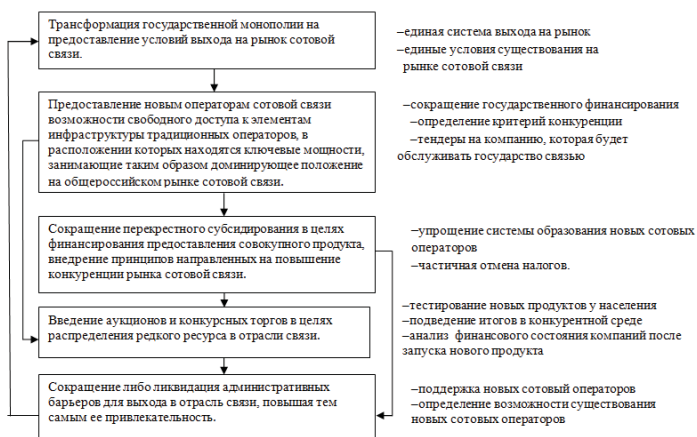 Трансформация государственной монополии на
предоставление условий выхода на рынок сотовой
связи.
–единая система выхода на рынок
–единые условия существования на
рынке сотовой связи
Предоставление новым операторам сотовой связи
возможности свободного доступа к элементам
инфраструктуры традиционных операторов, в
расположении которых находятся ключевые мощности,
занимающие таким образом доминирующее положение
на общероссийском рынке сотовой связи.
–сокращение государственного финансирования
–определение критерий конкуренции
–тендеры на компанию, которая будет
обслуживать государство связью
Сокращение перекрестного субсидирования в целях
финансирования предоставления совокупного продукта,
внедрение принципов направленных на повышение
конкуренции рынка сотовой связи.
–упрощение системы образования новых сотовых
операторов
–частичная отмена налогов.
Введение аукционов и конкурсных торгов в целях
распределения редкого ресурса в отрасли связи.
–тестирование новых продуктов у населения
–подведение итогов в конкурентной среде
–анализ финансового состояния компаний после
запуска нового продукта
Сокращение либо ликвидация административных
барьеров для выхода в отрасль связи, повышая тем
самым ее привлекательность.
–поддержка новых сотовый операторов
–определение возможности существования
новых сотовых операторов